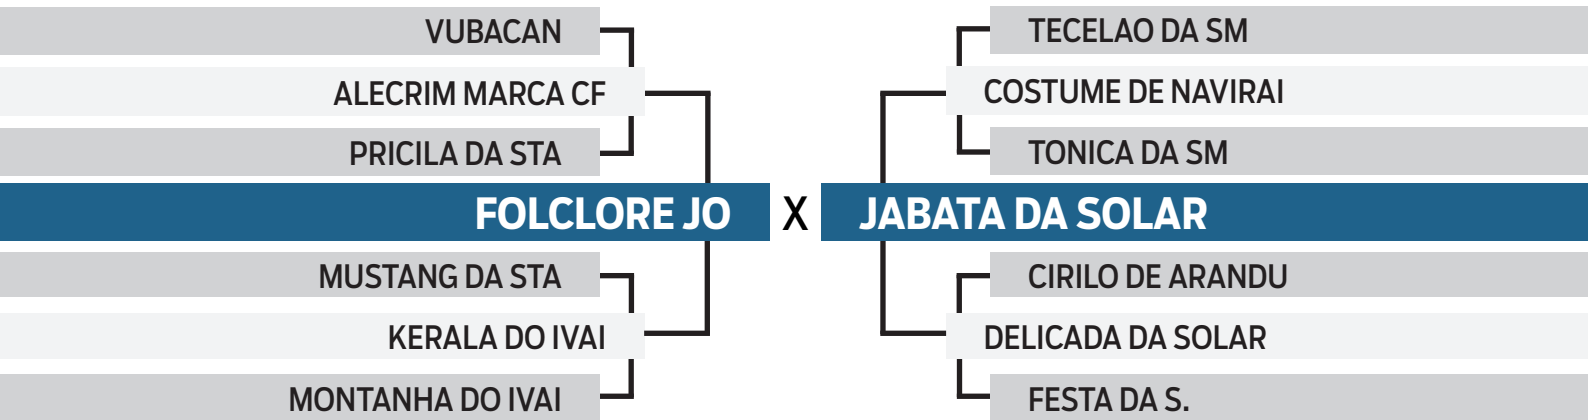 VUBACAN
ALECRIM MARCA CF
PRICILA DA STA
FOLCLORE JO X JABATA DA SOLAR
MUSTANG DA STA
KERALA DO IVAI
MONTANHA DO IVAI
TECELAO DA SM
COSTUME DE NAVIRAI
TONICA DA SM
CIRILO DE ARANDU
DELICADA DA SOLAR
FESTA DA S.